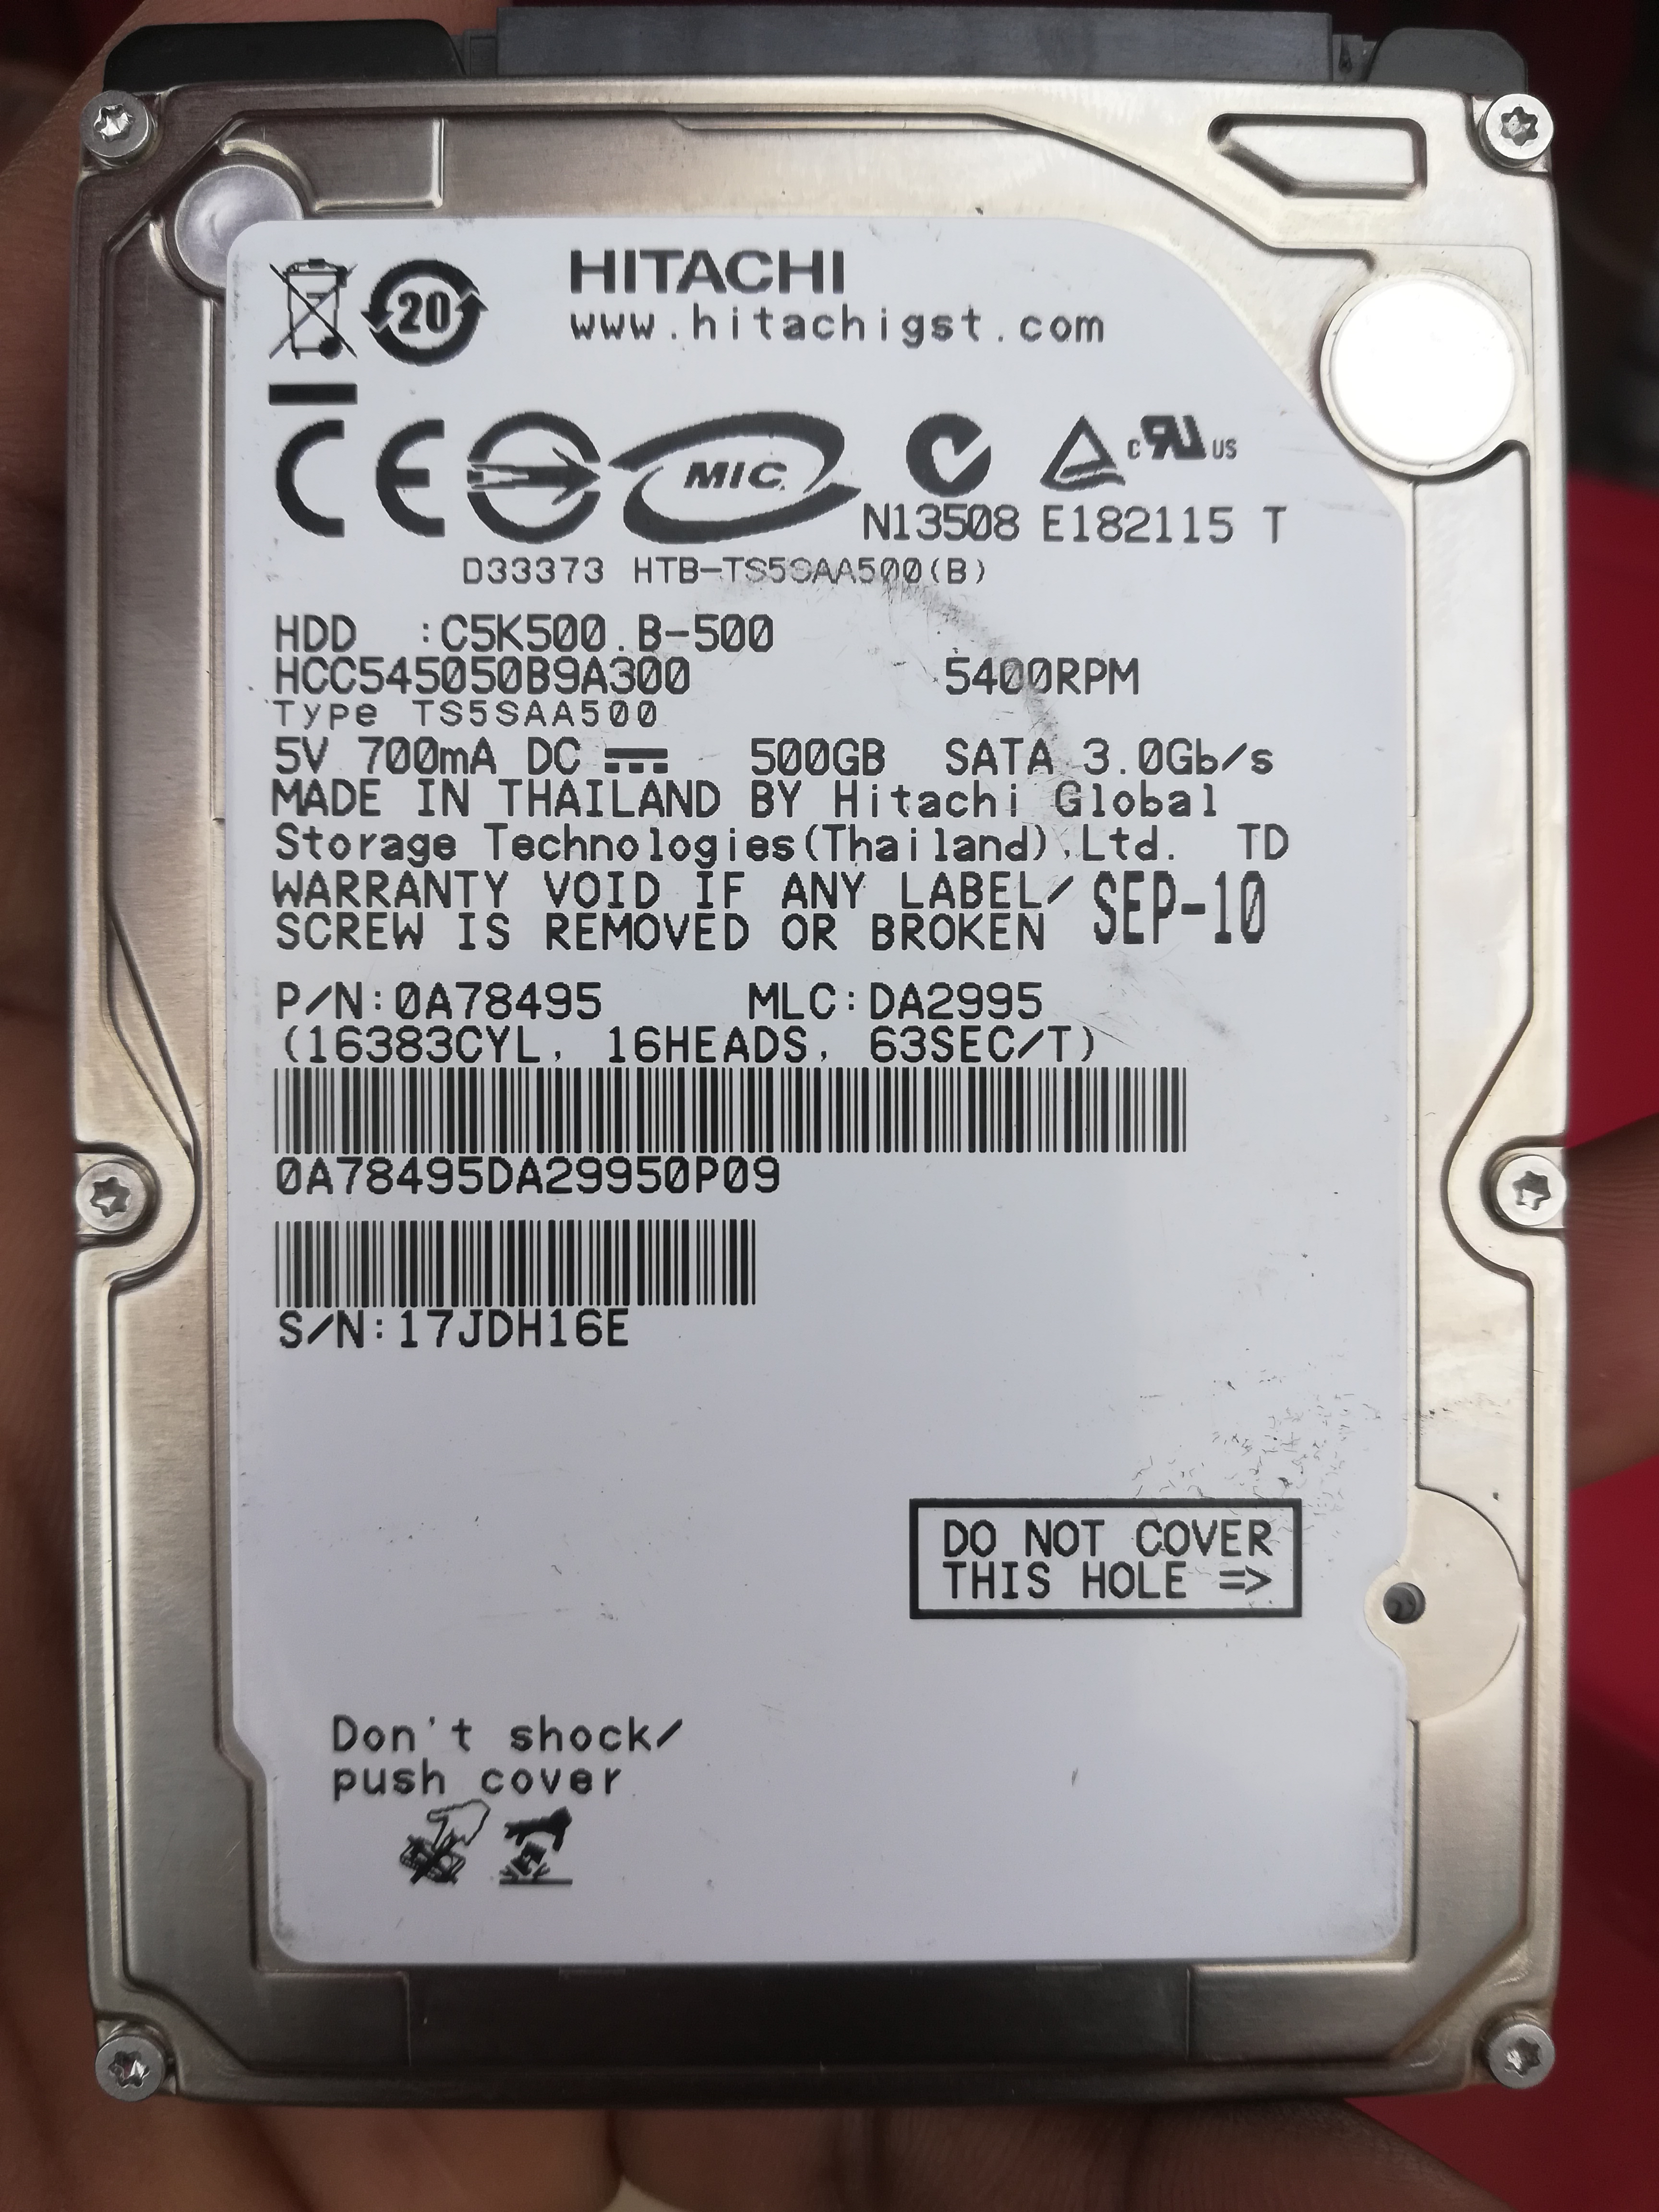 20
HITACHI
www.hitachigst.com
CE MIC c RU US
N13508 E182115 T
D33373 HTB-TS5SAA500(B)
HDD :C5K500.B-500
HCC545050B9A300 5400RPM
Type TS5SAA500
5V 700mA DC 500GB SATA 3.0Gb/s
MADE IN THAILAND BY Hitachi Global
Storage Technologies(Thailand),Ltd. TD
WARRANTY VOID IF ANY LABEL/
SCREW IS REMOVED OR BROKEN SEP-10
P/N:0A78495 MLC:DA2995
(16383CYL, 16HEADS, 63SEC/T)
0A78495DA29950P09
S/N:17JDH16E
DO NOT COVER
THIS HOLE =>
Don't shock/
push cover